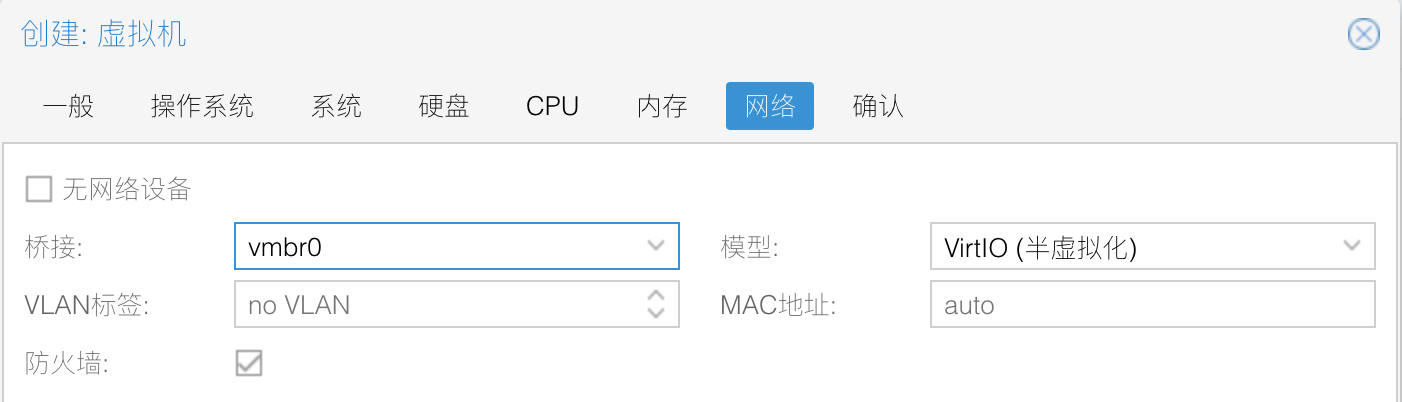 创建: 虚拟机
一般 操作系统 系统 硬盘 CPU 内存 网络 确认
无网络设备
桥接: vmbr0 模型: VirtIO (半虚拟化)
VLAN标签: no VLAN MAC地址: auto
防火墙: